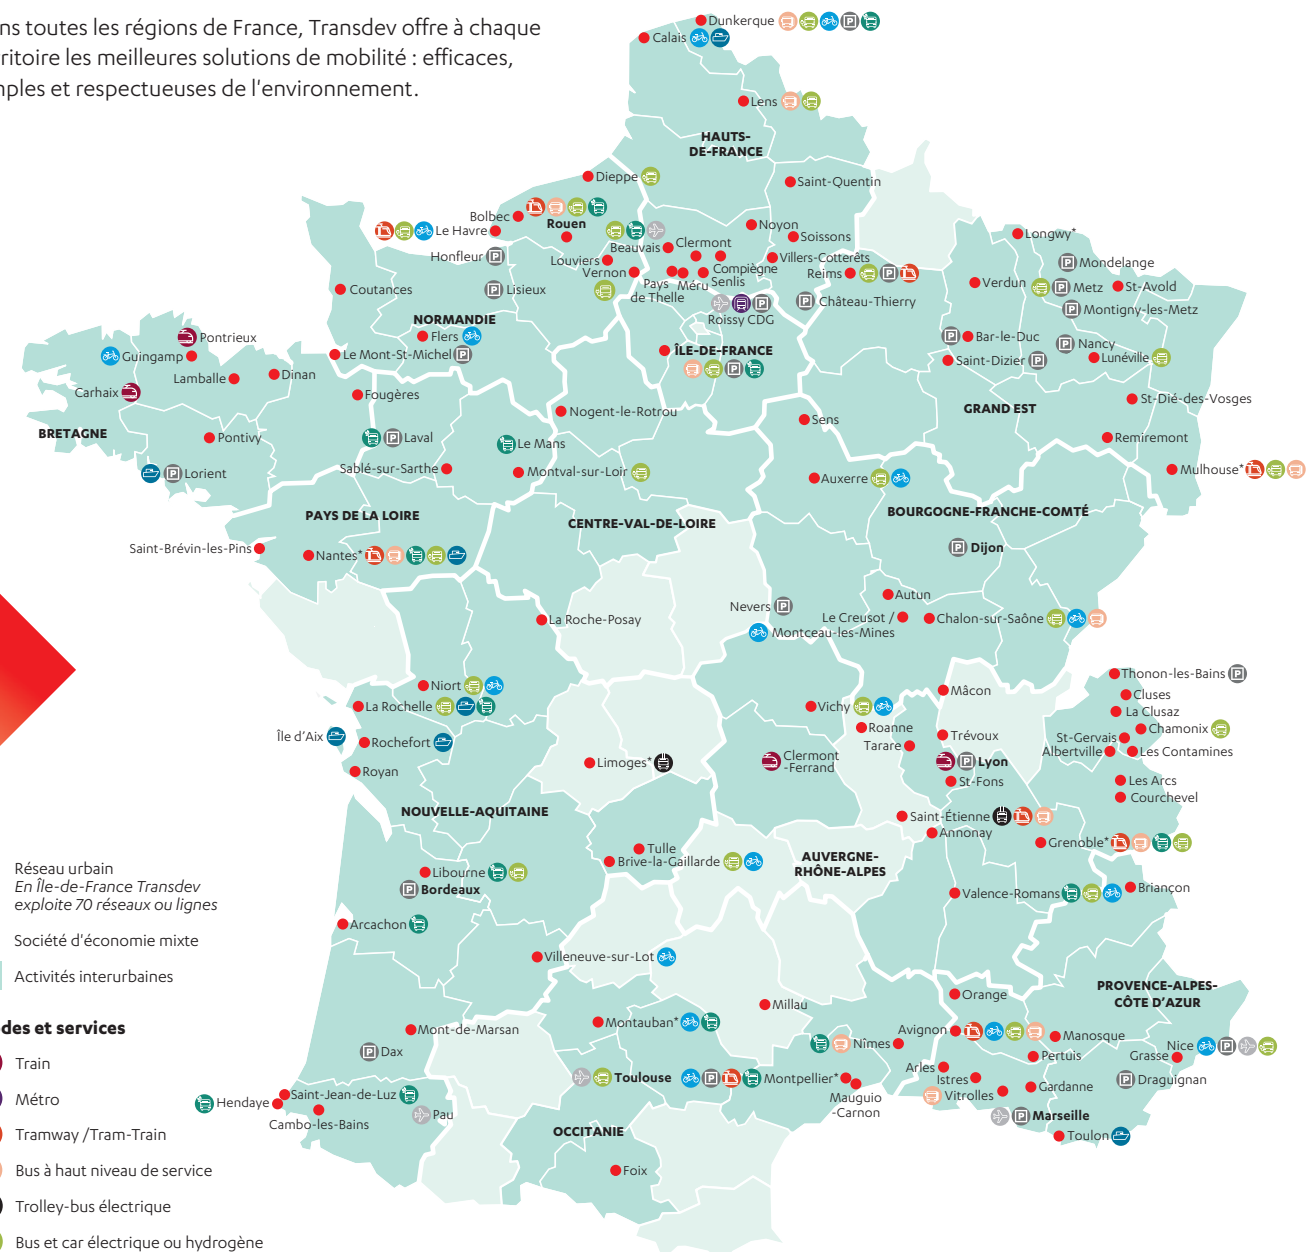 ns toutes les régions de France, Transdev offre à chaque
ritoire les meilleures solutions de mobilité : efficaces,
nples et respectueuses de l'environnement.
Dunkerque
Calais
Lens
HAUTS-
DE-FRANCE
Dieppe
Saint-Quentin
Bolbec
Rouen
Le Havre
Noyon
Soissons
Longwy*
Beauvais
Clermont
Honfleur
Louviers
Villers-Cotterêts
Compiègne
Mondelange
Vernon
Reims
Pays
de Thelle
Méru
Senlis
Verdun
Metz
St-Avold
Coutances
Lisieux
Château-Thierry
Montigny-les-Metz
Roissy CDG
NORMANDIE
Pontrieux
Flers
Bar-le-Duc
Nancy
Guingamp
Le Mont-St-Michel
ÎLE-DE-FRANCE
Saint-Dizier
Lunéville
Lamballe
Dinan
Carhaix
Fougères
St-Dié-des-Vosges
Nogent-le-Rotrou
GRAND EST
Sens
BRETAGNE
Pontivy
Laval
Le Mans
Remiremont
Lorient
Sablé-sur-Sarthe
Montval-sur-Loir
Mulhouse*
Auxerre
PAYS DE LA LOIRE
CENTRE-VAL-DE-LOIRE
BOURGOGNE-FRANCHE-COMTÉ
Saint-Brévin-les-Pins
Nantes*
Dijon
Autun
Nevers
La Roche-Posay
Le Creusot /
Montceau-les-Mines
Chalon-sur-Saône
Thonon-les-Bains
Niort
Mâcon
Cluses
La Rochelle
Vichy
La Clusaz
Roanne
Chamonix
Île d'Aix
Rochefort
Tarare
Trévoux
St-Gervais
Albertville
Les Contamines
Limoges*
Clermont
-Ferrand
Lyon
Royan
St-Fons
Les Arcs
Courchevel
NOUVELLE-AQUITAINE
Saint-Étienne
Annonay
Grenoble*
Tulle
Brive-la-Gaillarde
AUVERGNE-
RHÔNE-ALPES
Libourne
Bordeaux
Valence-Romans
Briançon
Arcachon
Villeneuve-sur-Lot
PROVENCE-ALPES-
CÔTE D'AZUR
Orange
Millau
Mont-de-Marsan
Montauban*
Avignon
Manosque
Dax
Nîmes
Nice
Pertuis
Grasse
Toulouse
Montpellier*
Arles
Istres
Draguignan
Saint-Jean-de-Luz
Hendaye
Mauguio
-Carnon
Vitrolles
Gardanne
Pau
Marseille
Cambo-les-Bains
OCCITANIE
Toulon
Foix
Réseau urbain
En Île-de-France Transdev
exploite 70 réseaux ou lignes
Société d'économie mixte
Activités interurbaines
des et services
Train
Métro
Tramway /Tram-Train
Bus à haut niveau de service
Trolley-bus électrique
Bus et car électrique ou hydrogène